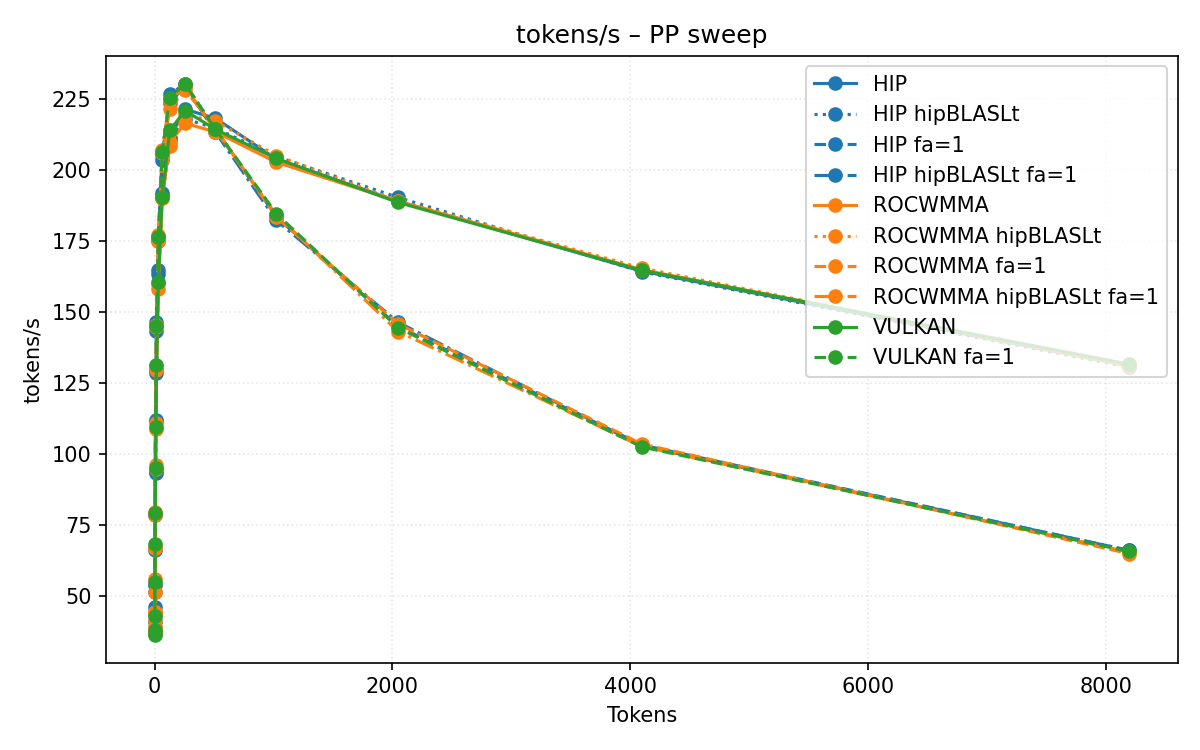 tokens/s – PP sweep
225
200
175
150
125
100
75
50
tokens/s
0
2000
4000
6000
8000
Tokens
HIP
HIP hipBLASLt
HIP fa=1
HIP hipBLASLt fa=1
ROCWMMA
ROCWMMA hipBLASLt
ROCWMMA fa=1
ROCWMMA hipBLASLt fa=1
VULKAN
VULKAN fa=1